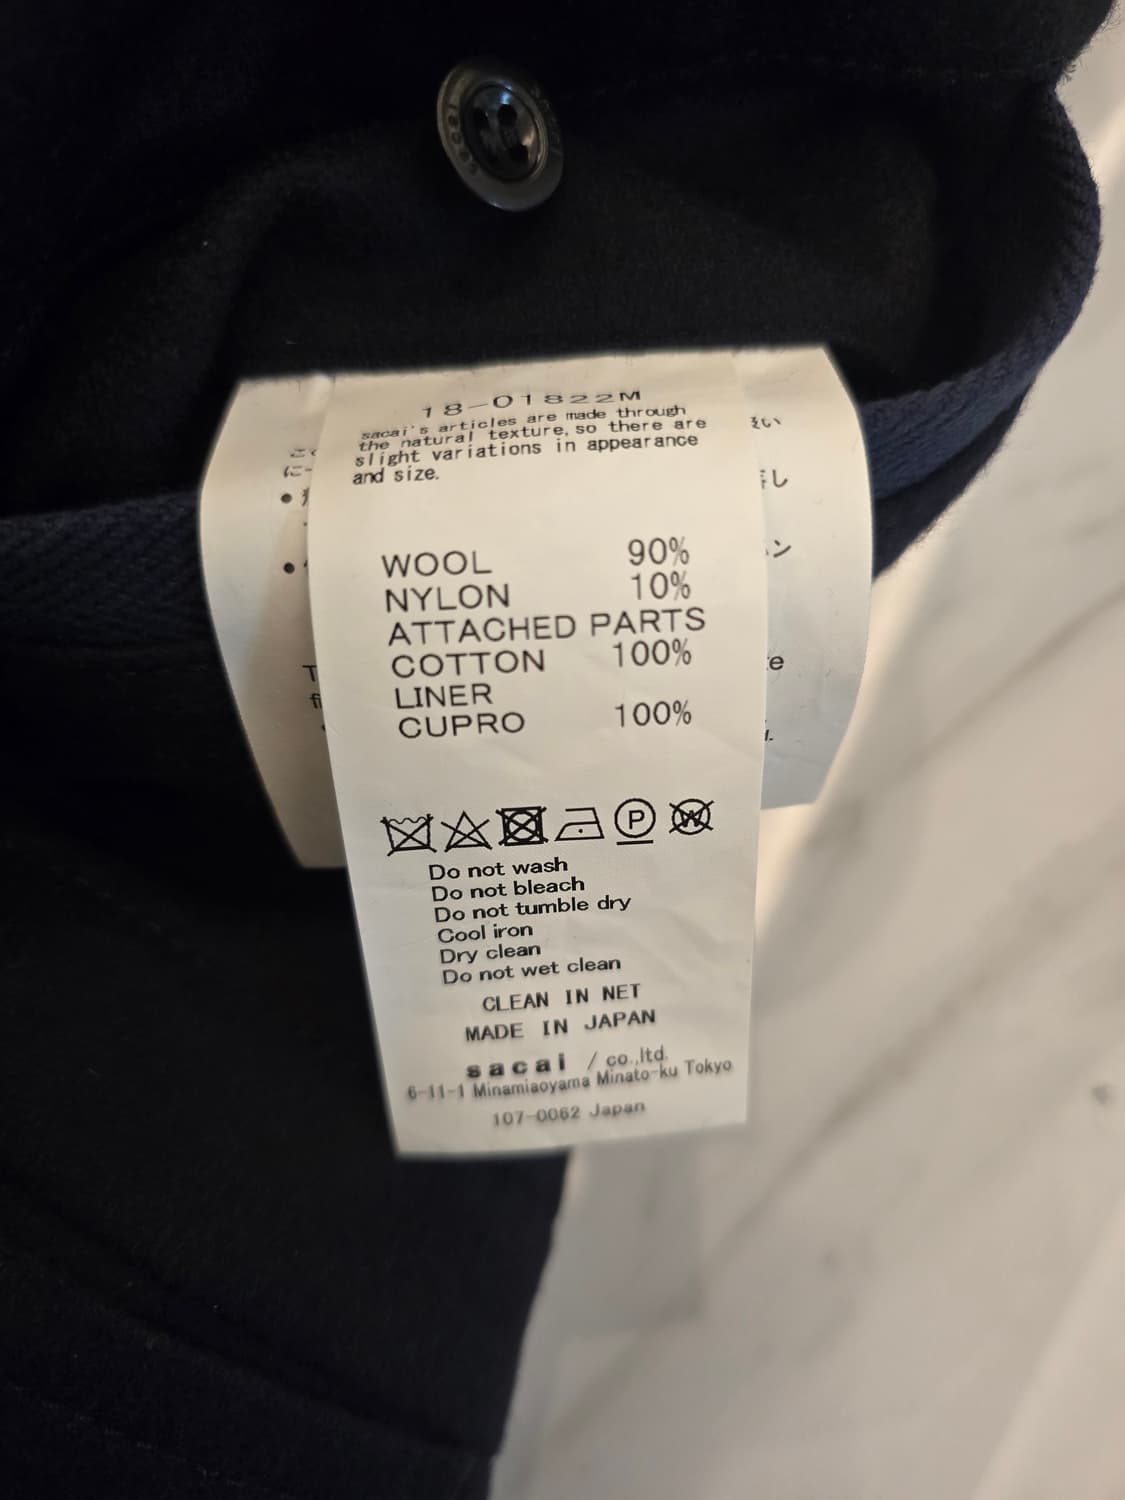 sacai
18-01822M
sacai's articles are made through
the natural texture, so there are
slight variations in appearance
and size.
WOOL 90%
NYLON 10%
ATTACHED PARTS
COTTON 100%
LINER
CUPRO 100%
P W
Do not wash
Do not bleach
Do not tumble dry
Cool iron
Dry clean
Do not wet clean
CLEAN IN NET
MADE IN JAPAN
sacai / co.,ltd.
6-11-1 Minamiaoyama Minato-ku Tokyo
107-0062 Japan